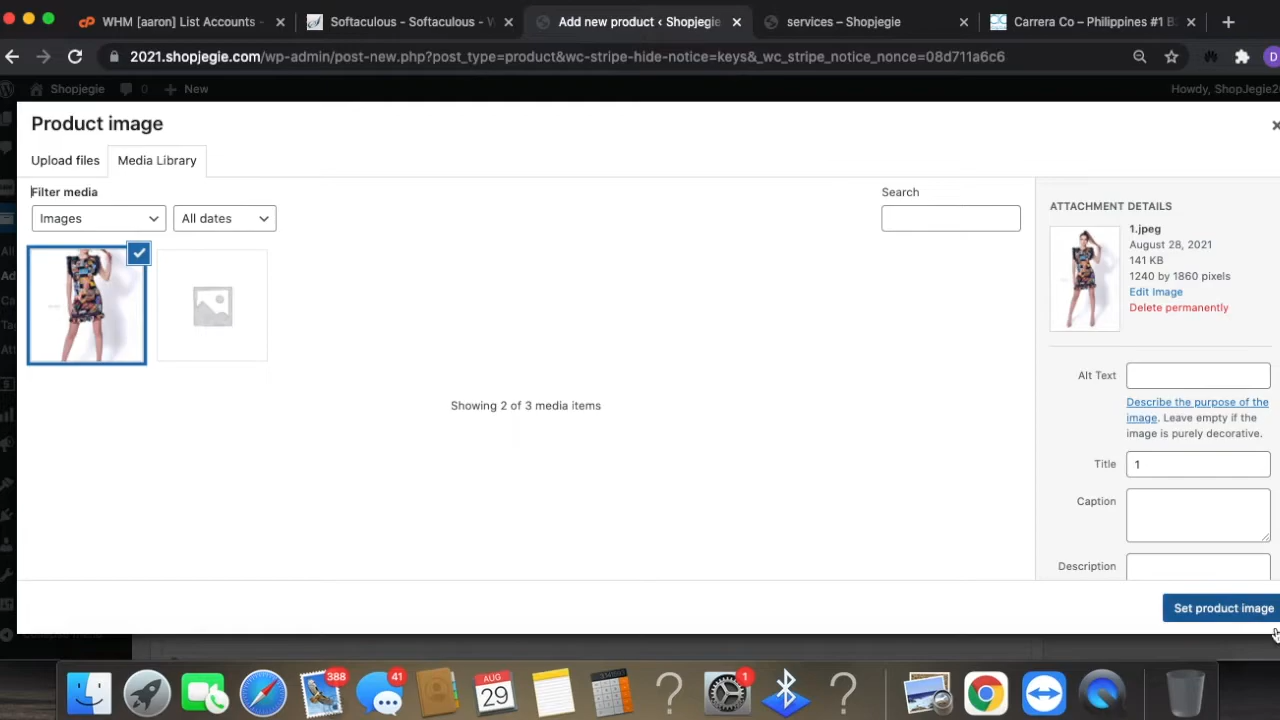 WHM [aaron] List Accounts -
Softaculous - Softaculous - W
Add new product ‹ Shopjegie
services – Shopjegie
Carrera Co – Philippines #1 B
2021.shopjegie.com/wp-admin/post-new.php?post_type=product&wc-stripe-hide-notice=keys&_wc_stripe_notice_nonce=08d711a6c6
D
Shopjegie
0
New
Howdy, ShopJegie2
Product image
Upload files
Media Library
Filter media
Images
All dates
Search
Showing 2 of 3 media items
ATTACHMENT DETAILS
1.jpeg
August 28, 2021
141 KB
1240 by 1860 pixels
Edit Image
Delete permanently
Alt Text
Describe the purpose of the
image. Leave empty if the
image is purely decorative.
Title
1
Caption
Description
Set product image
388
41
AUG
29
1